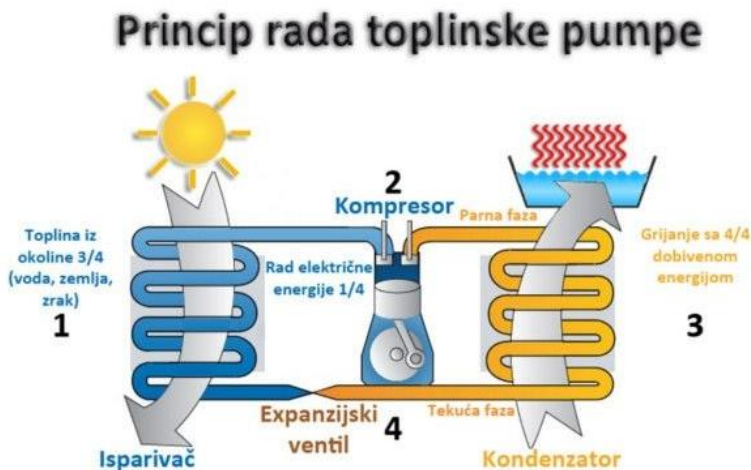 Princip rada toplinske pumpe
2
Kompresor
Parna faza
Toplina iz
okoline 3/4
(voda, zemlja,
zrak)
1
Rad električne
energije 1/4
Grijanje sa 4/4
dobivenom
energijom
3
Expanzijski
ventil
4
Tekuća faza
Isparivač
Kondenzator